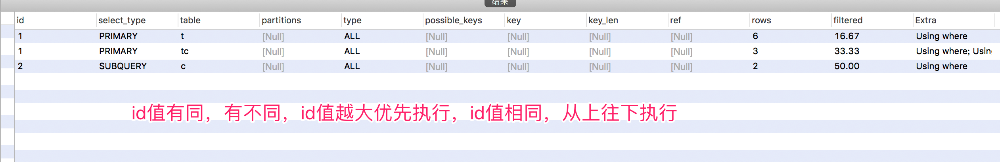 结果
id select_type table partitions type possible_keys key key_len ref rows filtered Extra
1 PRIMARY t [Null] ALL [Null] [Null] [Null] [Null] 6 16.67 Using where
1 PRIMARY tc [Null] ALL [Null] [Null] [Null] [Null] 3 33.33 Using where; Using
2 SUBQUERY c [Null] ALL [Null] [Null] [Null] [Null] 2 50.00 Using where
id值有同，有不同，id值越大优先执行，id值相同，从上往下执行